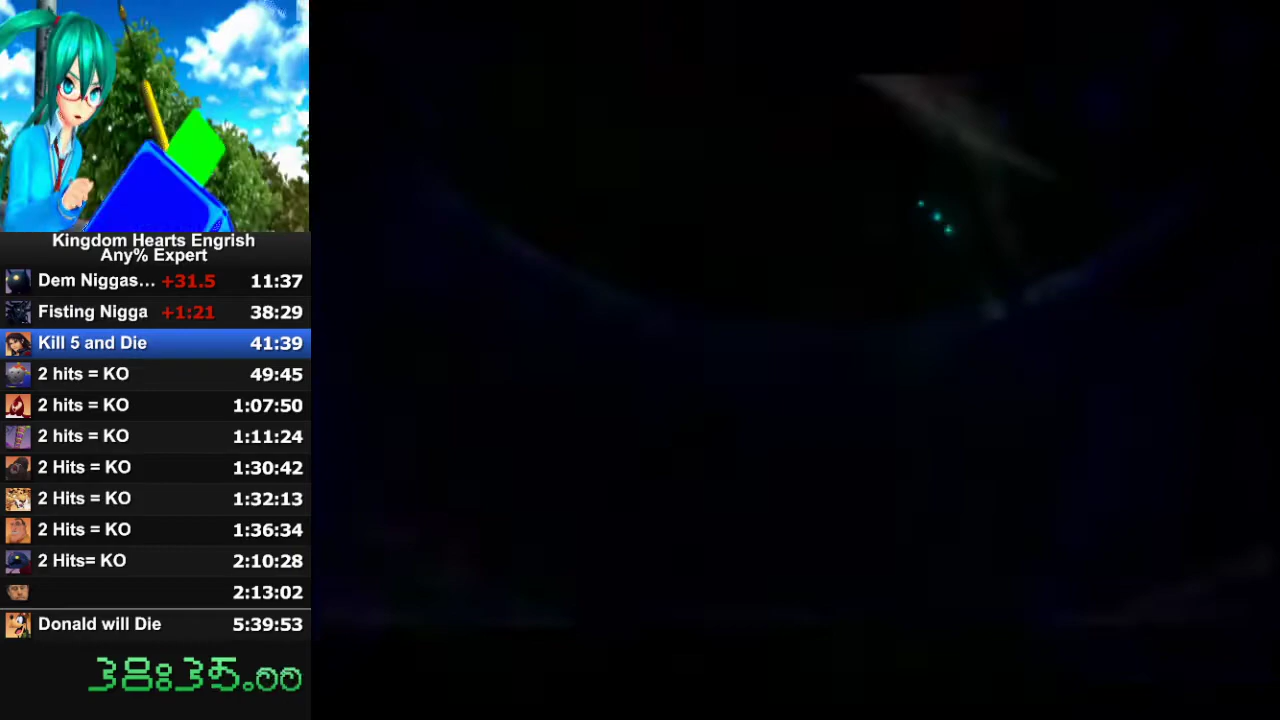 Kingdom Hearts Engrish
Any% Expert
Dem Niggas... +31.5 11:37
Fisting Nigga +1:21 38:29
Kill 5 and Die 41:39
2 hits = KO 49:45
2 hits = KO 1:07:50
2 hits = KO 1:11:24
2 Hits = KO 1:30:42
2 Hits = KO 1:32:13
2 Hits = KO 1:36:34
2 Hits= KO 2:10:28
2:13:02
Donald will Die 5:39:53
38:35.00